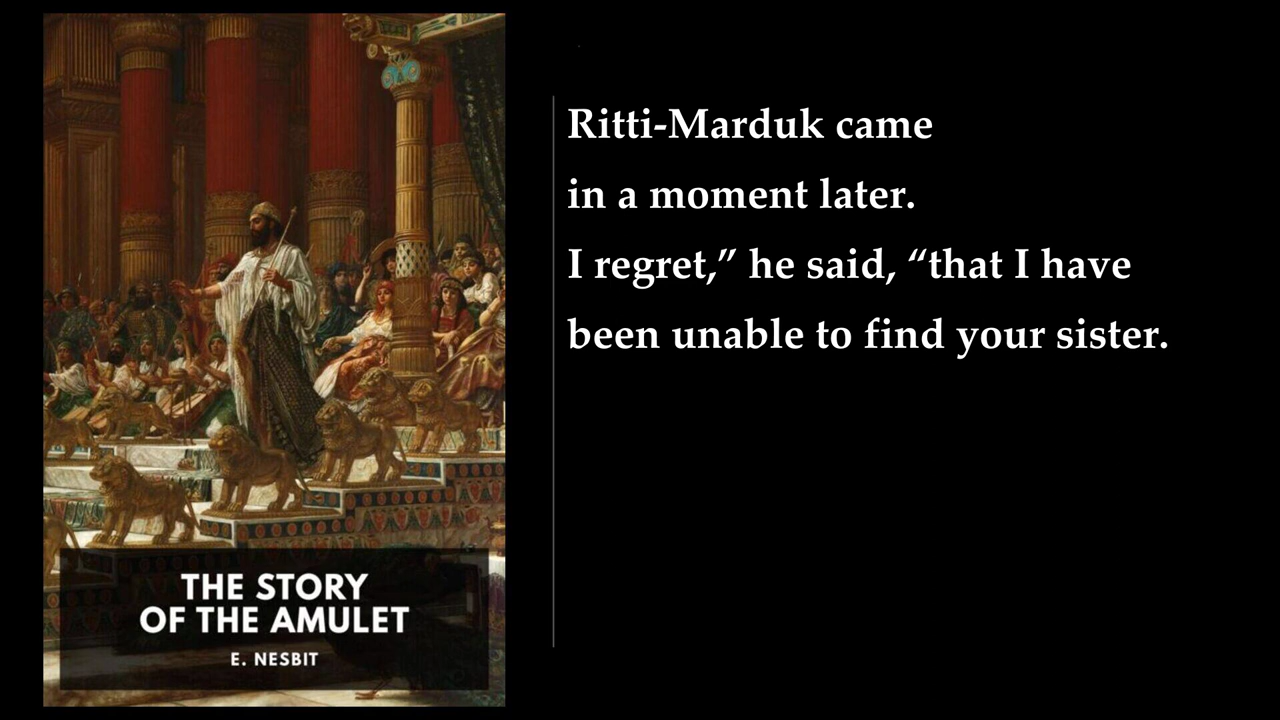 Ritti-Marduk came
in a moment later.
I regret,” he said, “that I have
been unable to find your sister.
THE STORY
OF THE AMULET
E. NESBIT